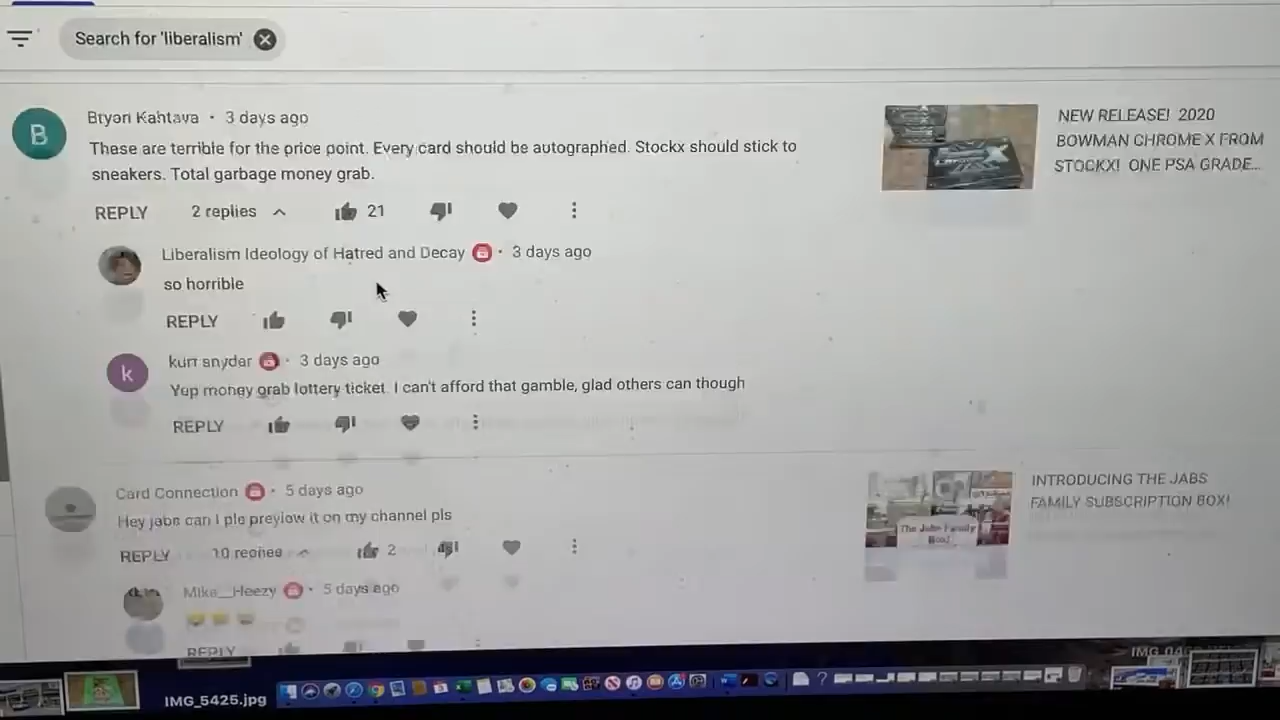 Search for 'liberalism'
Bryan Kahtava • 3 days ago
These are terrible for the price point. Every card should be autographed. Stockx should stick to
sneakers. Total garbage money grab.
REPLY 2 replies 21
NEW RELEASE! 2020
BOWMAN CHROME X FROM
STOCKX! ONE PSA GRADE...
Liberalism Ideology of Hatred and Decay • 3 days ago
so horrible
REPLY
kurt snyder • 3 days ago
Yup money grab lottery ticket. I can't afford that gamble, glad others can though
REPLY
Card Connection • 5 days ago
Hey jabs can I pls preview it on my channel pls
REPLY 10 replies 2
INTRODUCING THE JABS
FAMILY SUBSCRIPTION BOX!
The Jabs Family
Box!
Mike__Heezy • 5 days ago
REPLY
IMG_5425.jpg